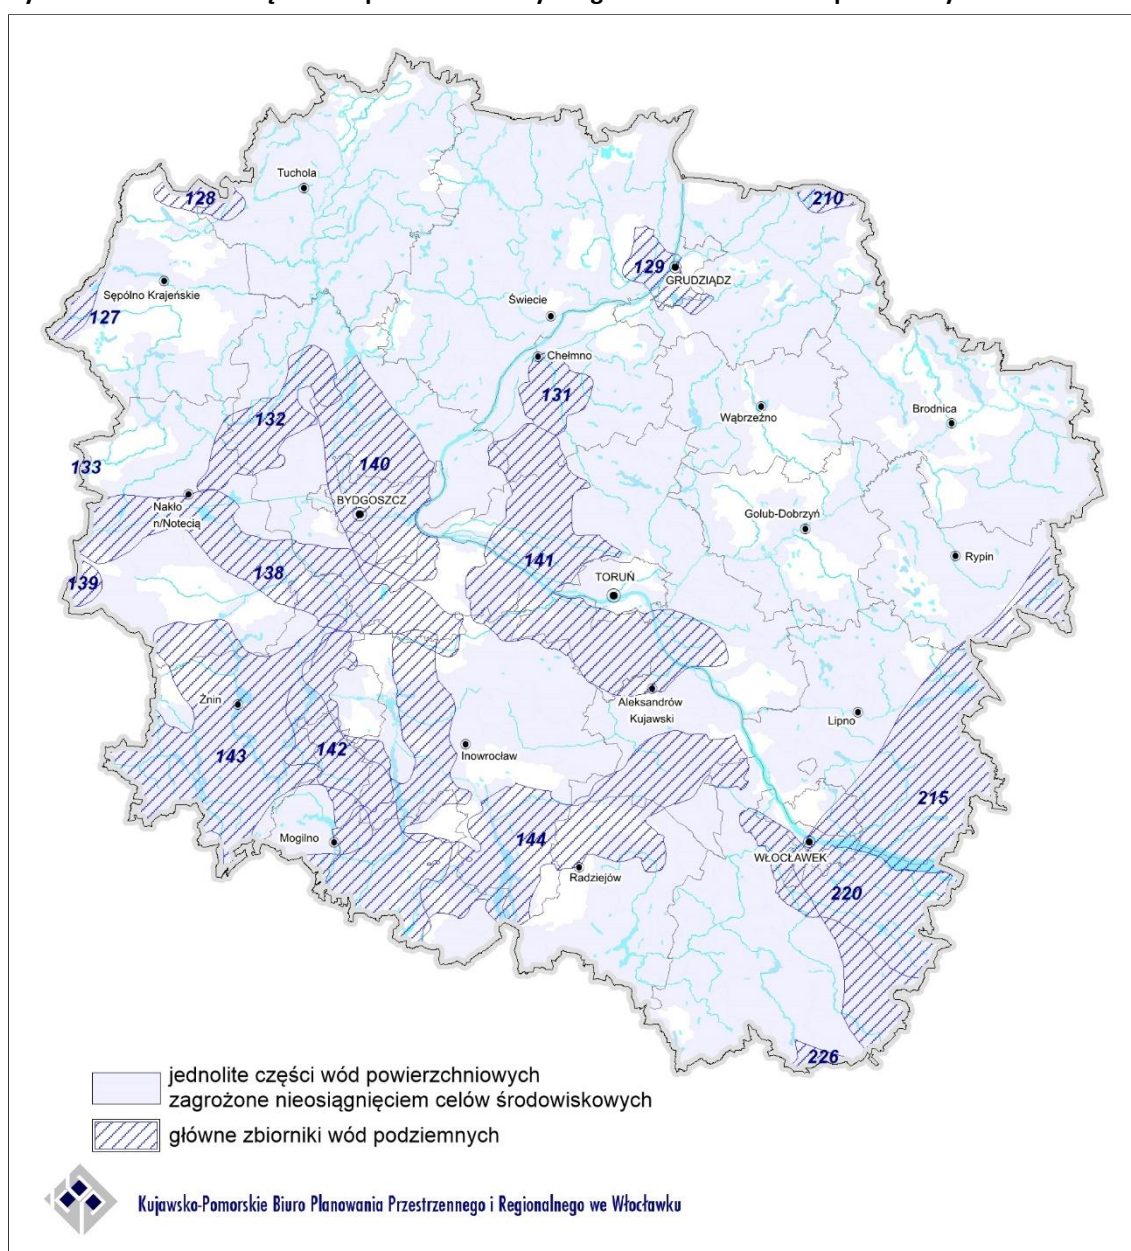 Tuchola
128
210
129
GRUDZIĄDZ
Sępólno Krajeńskie
127
Świecie
Chełmno
131
132
Wąbrzeźno
Brodnica
133
140
Nakło
n/Notecią
BYDGOSZCZ
Golub-Dobrzyń
Rypin
139
138
141
TORUŃ
Żnin
Aleksandrów
Kujawski
Lipno
143
142
Inowrocław
215
Mogilno
144
WŁOCŁAWEK
Radziejów
220
226
jednolite części wód powierzchniowych
zagrożone nieosiągnięciem celów środowiskowych
główne zbiorniki wód podziemnych
Kujawsko-Pomorskie Biuro Planowania Przestrzennego i Regionalnego we Włocławku